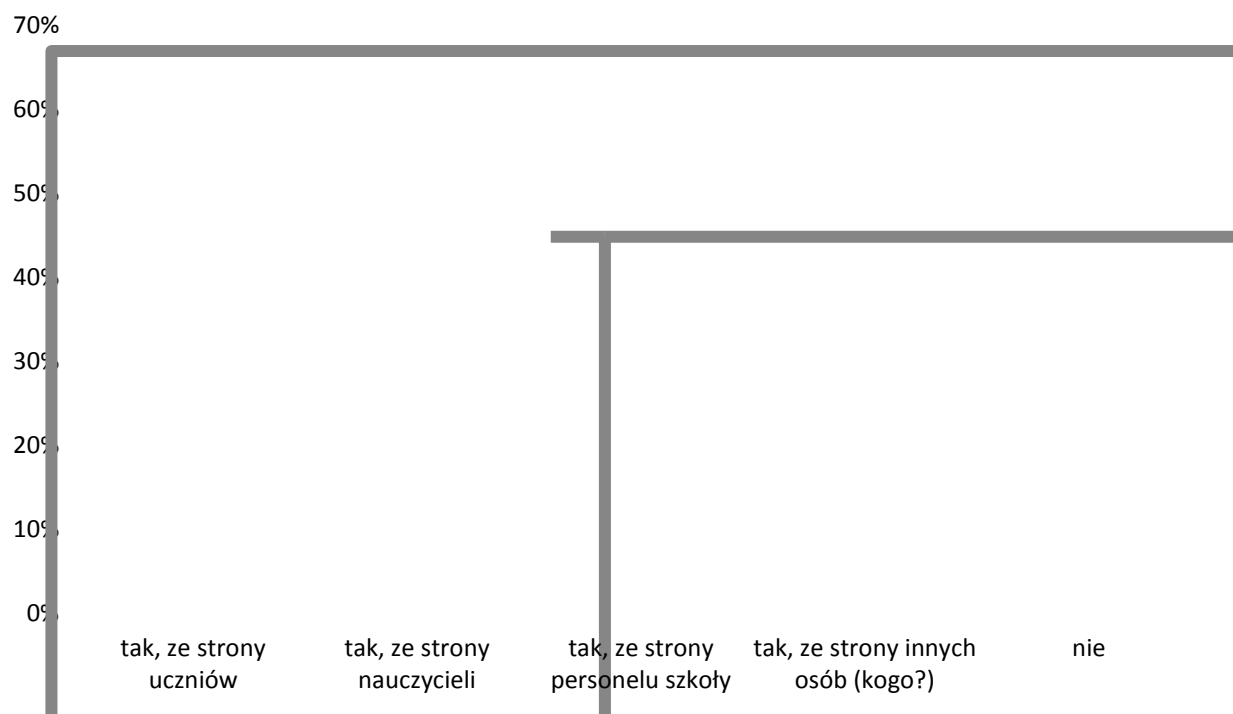 70%
60%
50%
40%
30%
20%
10%
0%
tak, ze strony uczniów
tak, ze strony nauczycieli
tak, ze strony personelu szkoły
tak, ze strony innych osób (kogo?)
nie